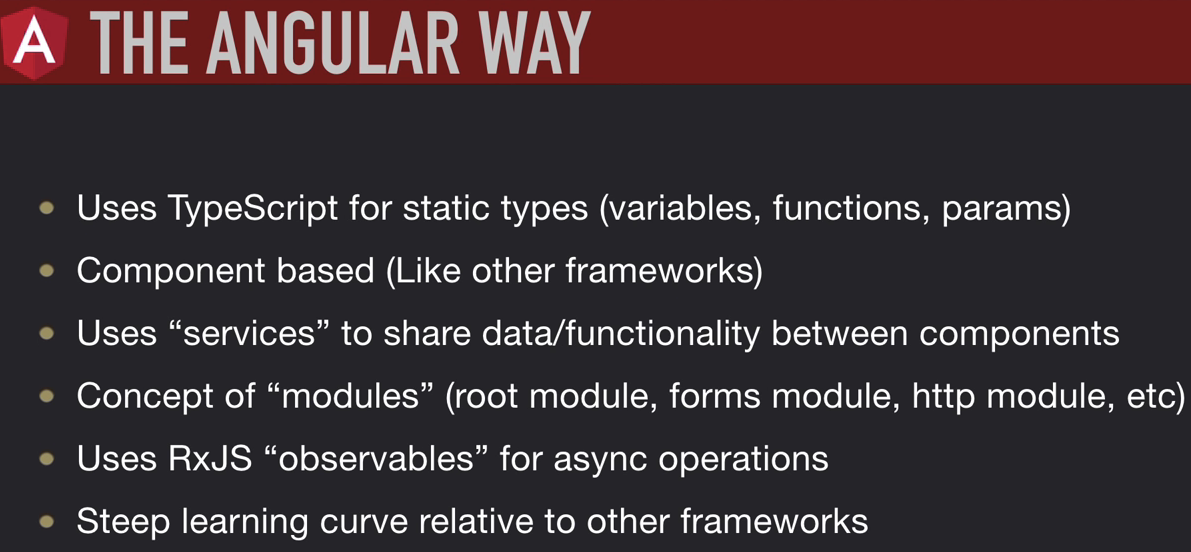 A THE ANGULAR WAY
• Uses TypeScript for static types (variables, functions, params)
• Component based (Like other frameworks)
• Uses “services” to share data/functionality between components
• Concept of “modules” (root module, forms module, http module, etc)
• Uses RxJS “observables” for async operations
• Steep learning curve relative to other frameworks